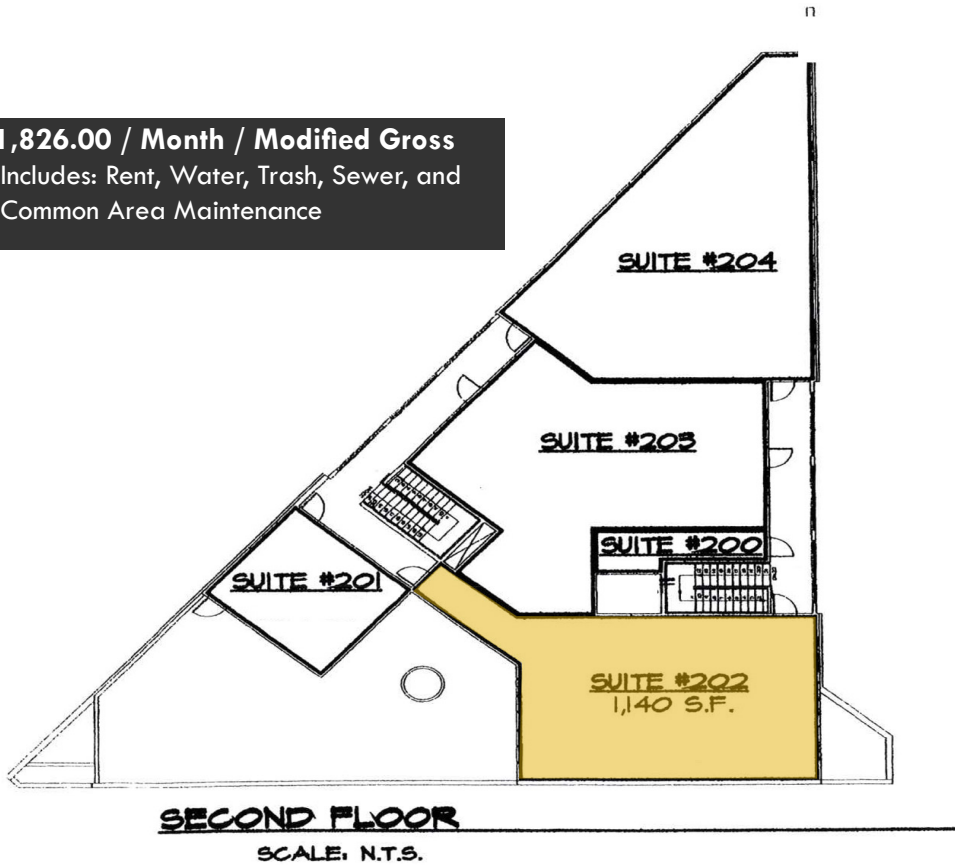 1,826.00 / Month / Modified Gross
Includes: Rent, Water, Trash, Sewer, and
Common Area Maintenance
SUITE #204
SUITE #203
SUITE #200
SUITE #201
SUITE #202
1,140 S.F.
SECOND FLOOR
SCALE: N.T.S.